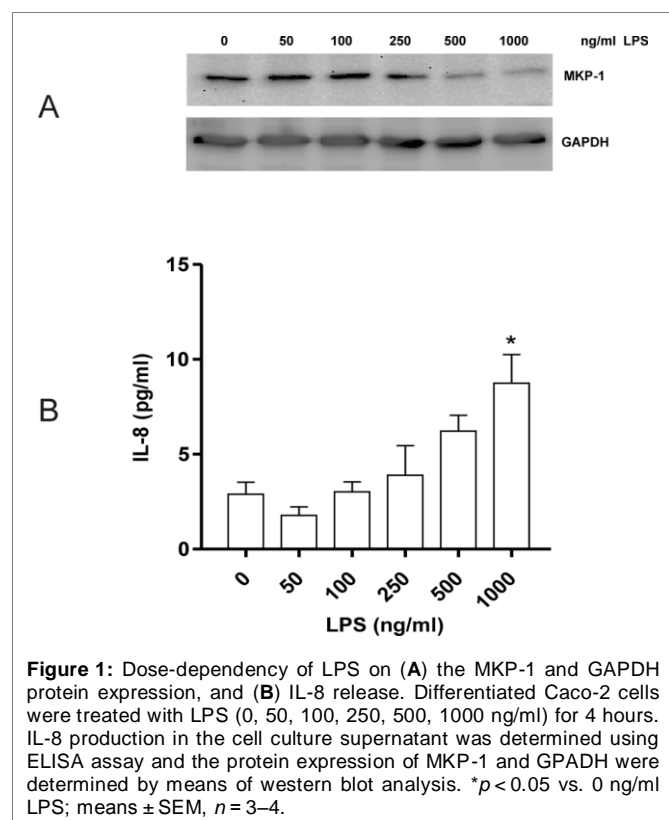 0 50 100 250 500 1000 ng/ml LPS
MKP-1
A
GAPDH
15
10
5
0
*
B
IL-8 (pg/ml)
0 50 100 250 500 1000
LPS (ng/ml)
Figure 1: Dose-dependency of LPS on (A) the MKP-1 and GAPDH
protein expression, and (B) IL-8 release. Differentiated Caco-2 cells
were treated with LPS (0, 50, 100, 250, 500, 1000 ng/ml) for 4 hours.
IL-8 production in the cell culture supernatant was determined using
ELISA assay and the protein expression of MKP-1 and GPADH were
determined by means of western blot analysis. *p < 0.05 vs. 0 ng/ml
LPS; means ± SEM, n = 3–4.